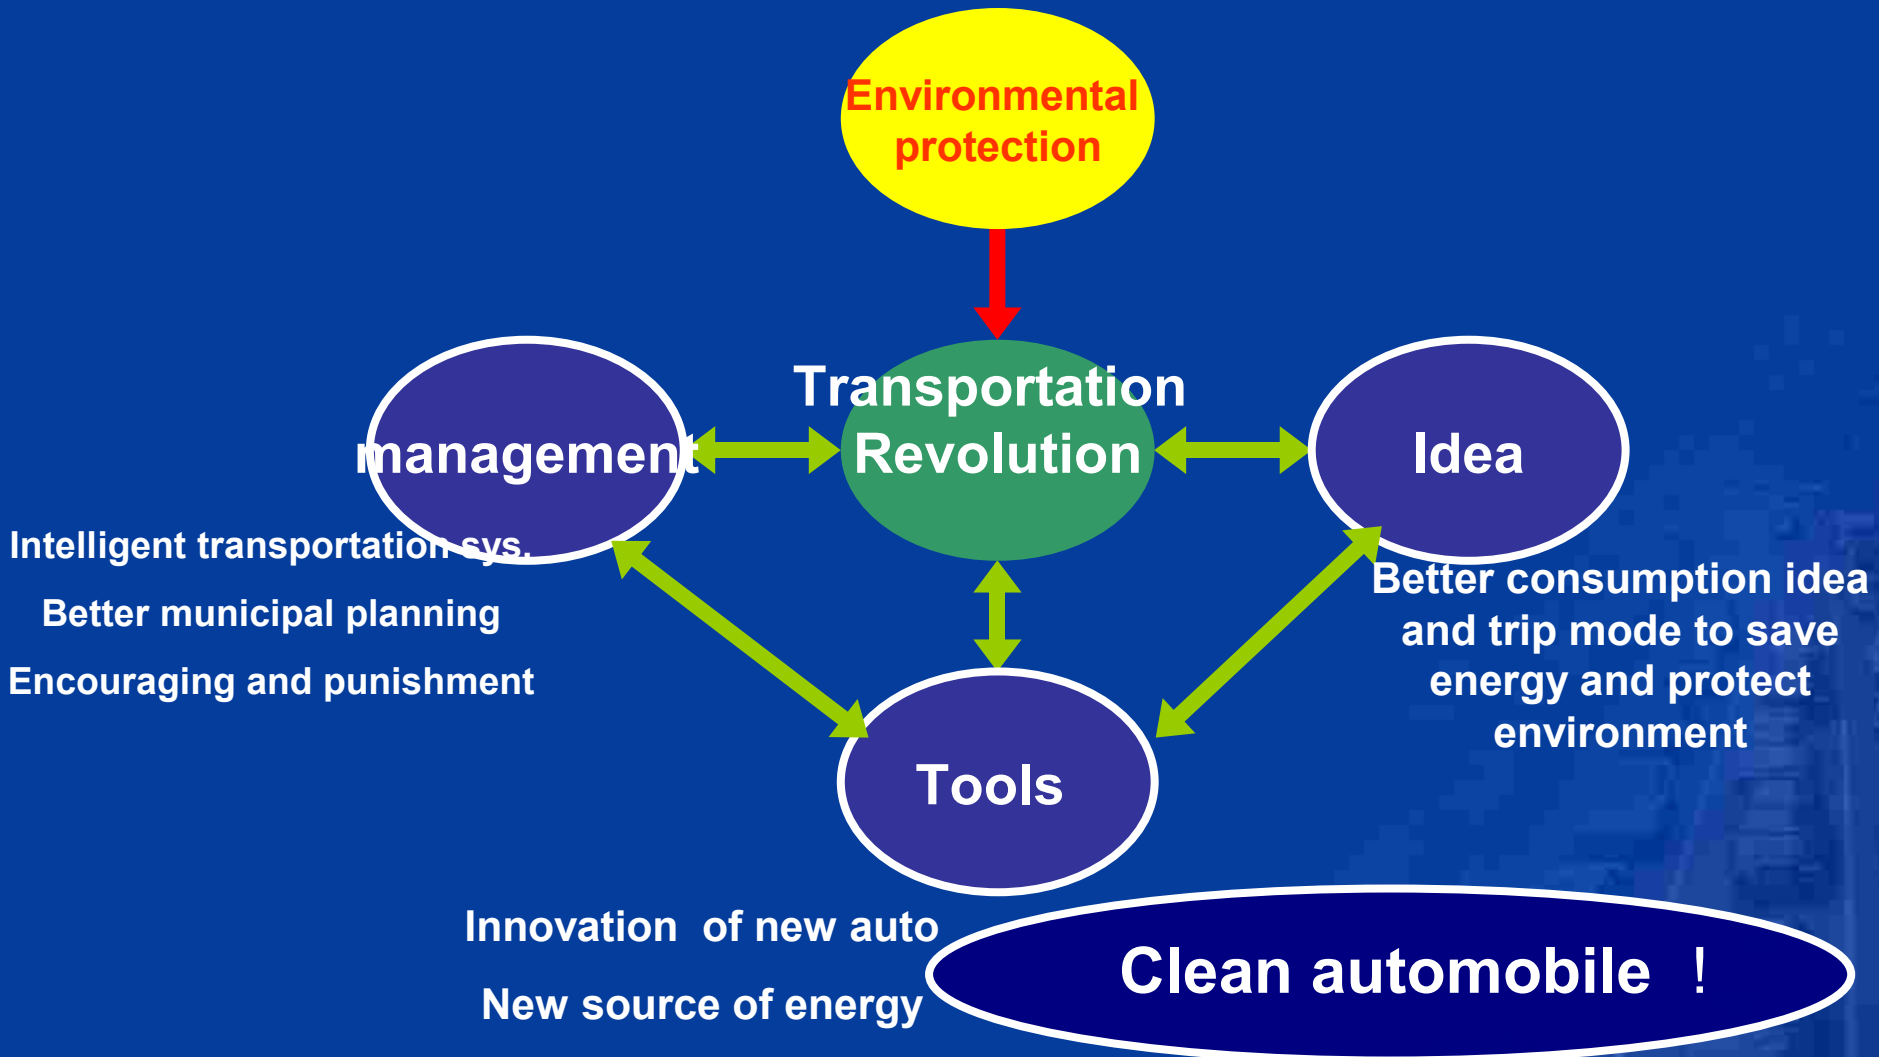 Environmental
protection
Transportation
Revolution
management
Idea
Intelligent transportation sys.
Better municipal planning
Encouraging and punishment
Better consumption idea
and trip mode to save
energy and protect
environment
Tools
Innovation of new auto
New source of energy
Clean automobile !